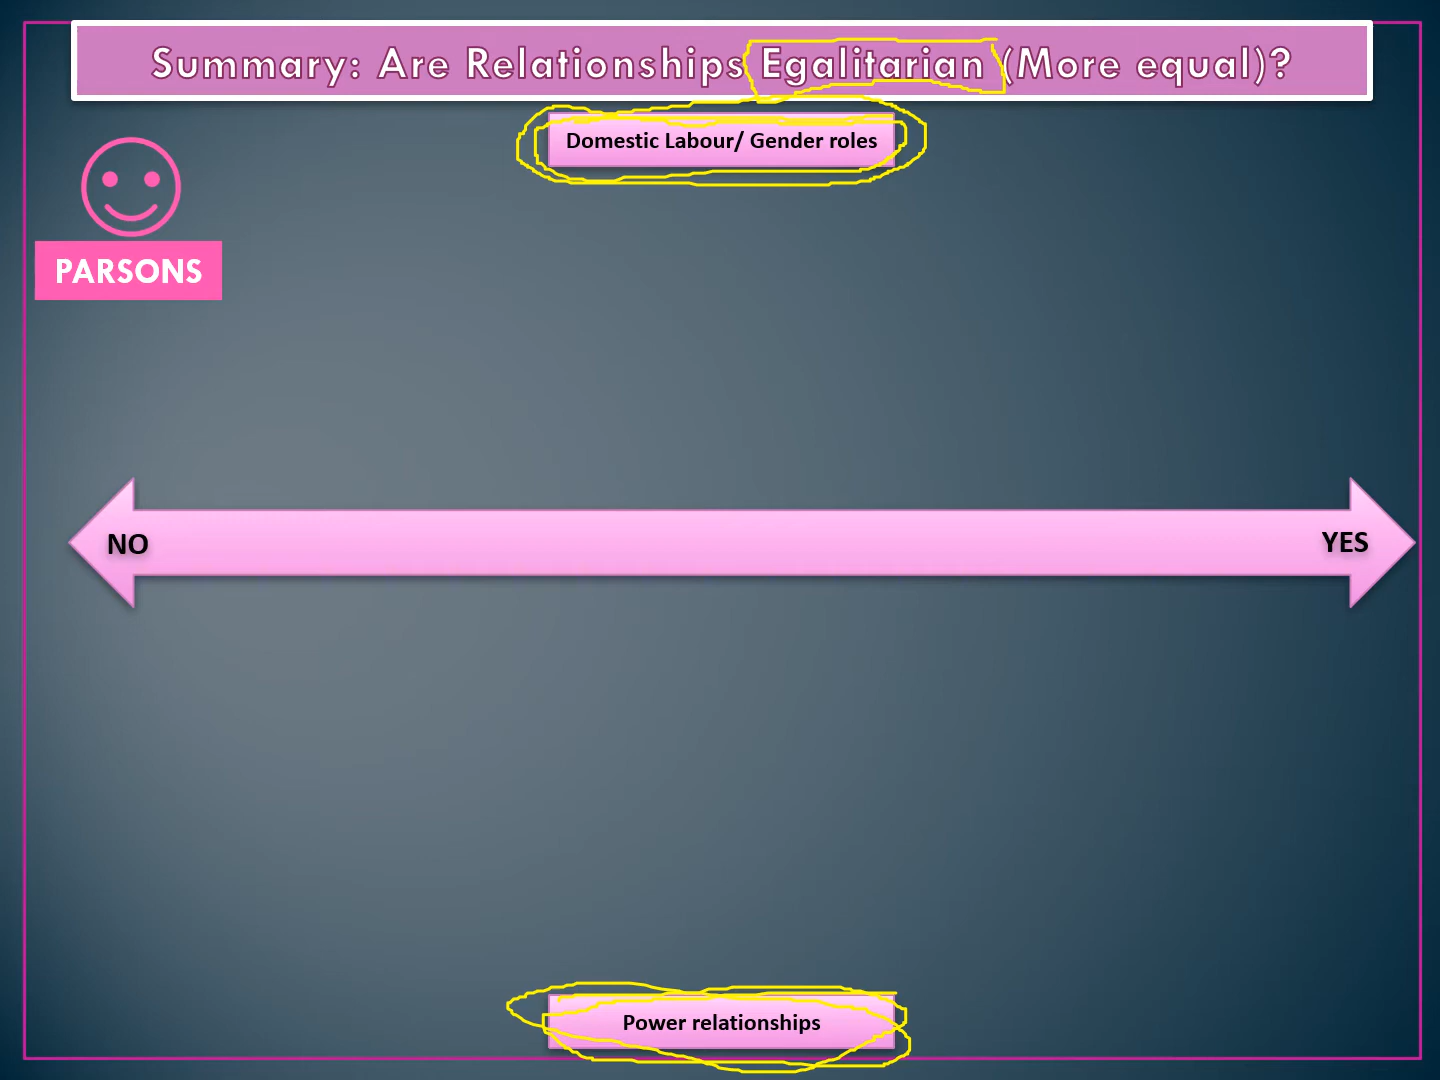 Summary: Are Relationships Egalitarian (More equal)?
Domestic Labour/ Gender roles
PARSONS
NO
YES
Power relationships